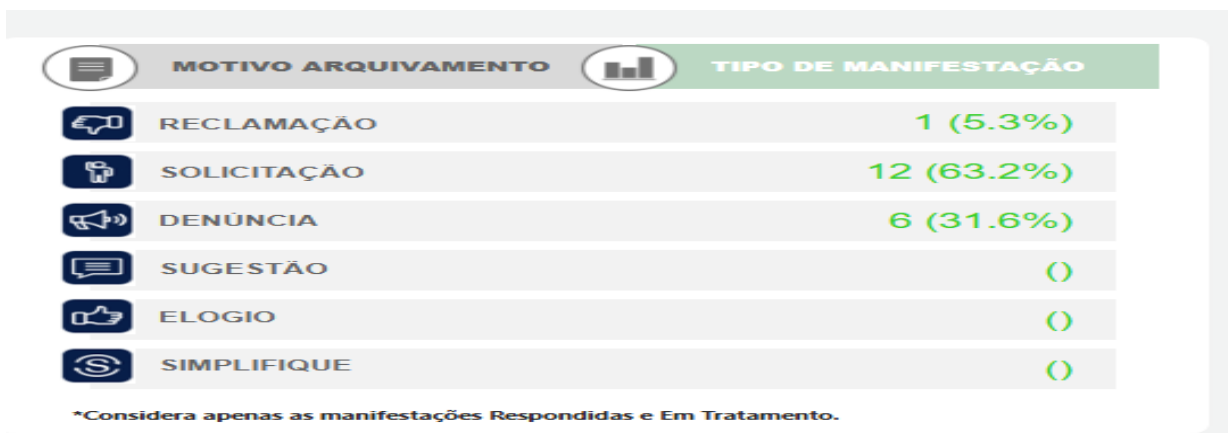 MOTIVO ARQUIVAMENTO TIPO DE MANIFESTAÇÃO
RECLAMAÇÃO 1 (5.3%)
SOLICITAÇÃO 12 (63.2%)
DENÚNCIA 6 (31.6%)
SUGESTÃO ()
ELOGIO ()
SIMPLIFIQUE ()
*Considera apenas as manifestações Respondidas e Em Tratamento.